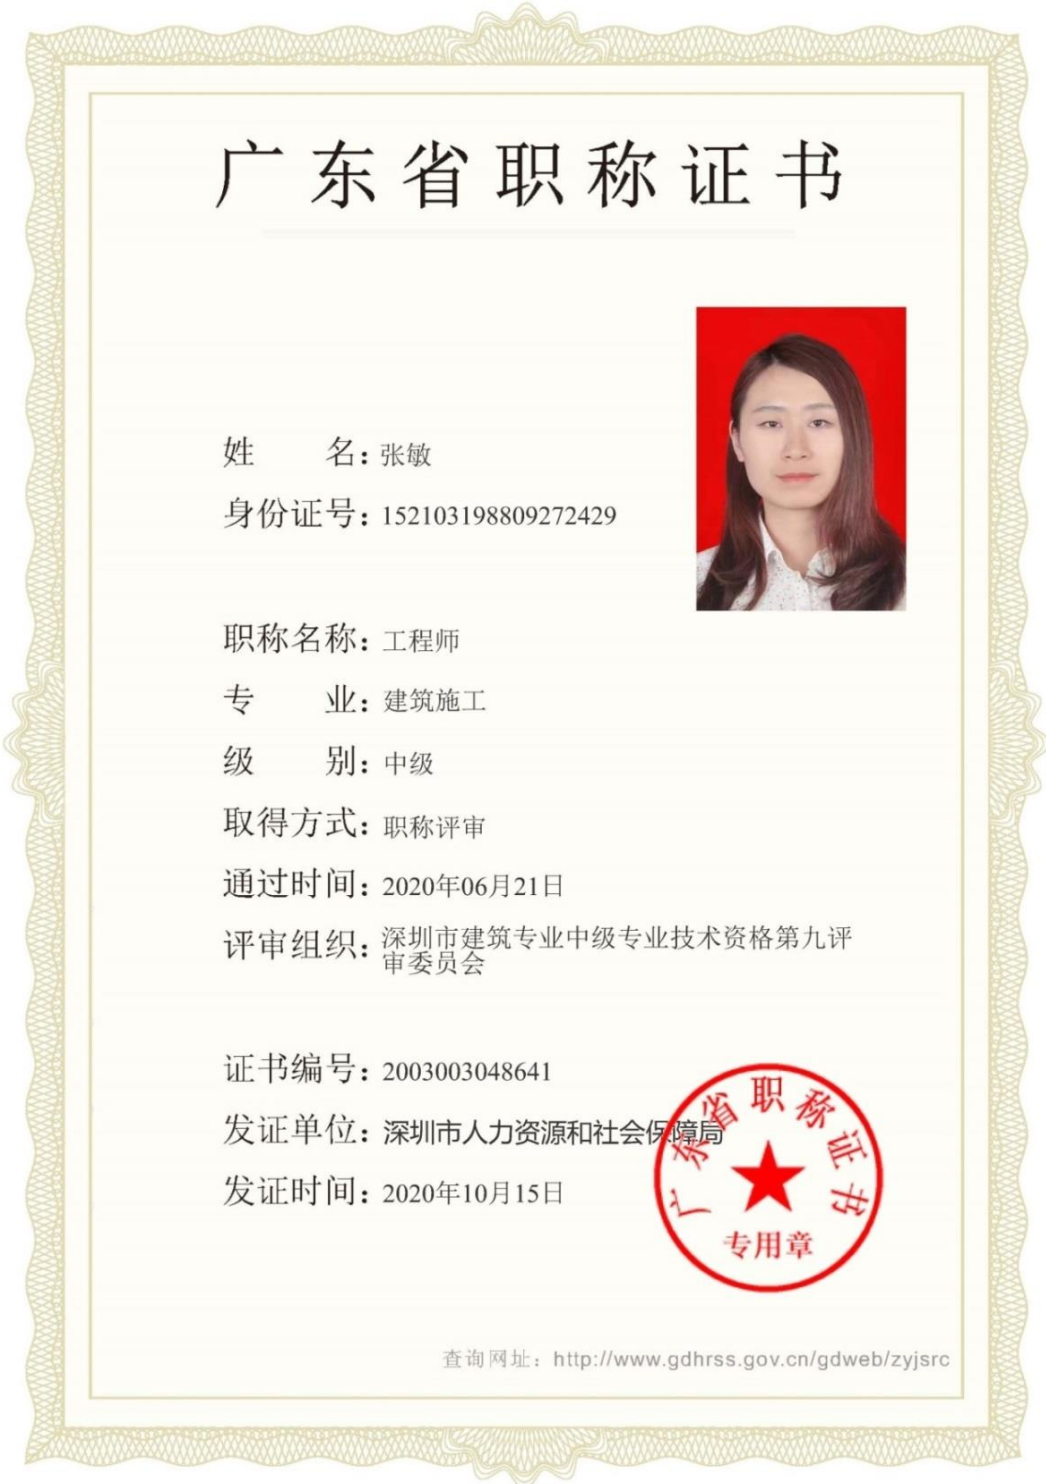 广东省职称证书
姓 名：张敏
身份证号：152103198809272429
职称名称：工程师
专 业：建筑施工
级 别：中级
取得方式：职称评审
通过时间：2020年06月21日
评审组织：深圳市建筑专业中级专业技术资格第九评
审委员会
证书编号：2003003048641
发证单位：深圳市人力资源和社会保障局
发证时间：2020年10月15日
广东省职称证书
专用章
查询网址：http://www.gdhrss.gov.cn/gdweb/zyjsrc